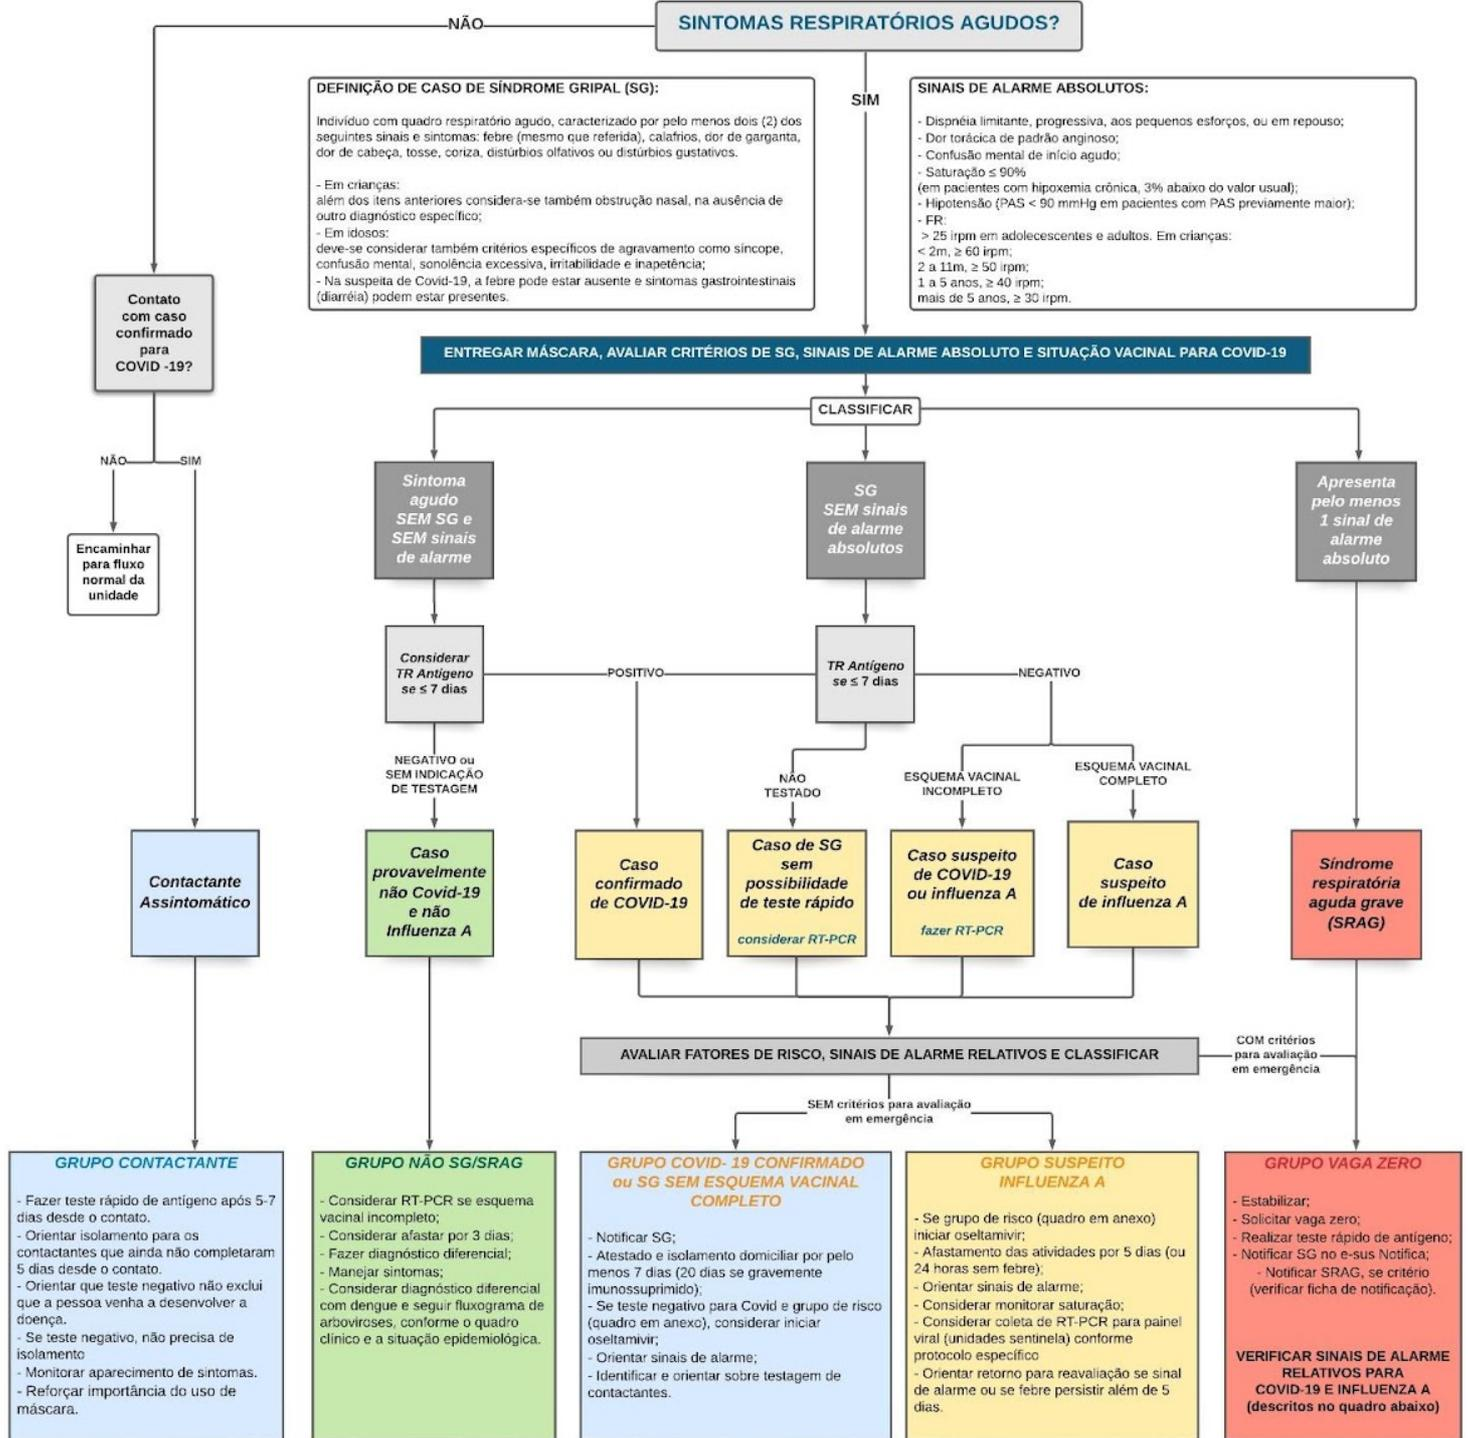 SINTOMAS RESPIRATÓRIOS AGUDOS?
NÃO
SIM
DEFINIÇÃO DE CASO DE SÍNDROME GRIPAL (SG):
Indivíduo com quadro respiratório agudo, caracterizado por pelo menos dois (2) dos
seguintes sinais e sintomas: febre (mesmo que referida), calafrios, dor de garganta,
dor de cabeça, tosse, coriza, distúrbios olfativos ou distúrbios gustativos.
- Em crianças:
além dos itens anteriores considera-se também obstrução nasal, na ausência de
outro diagnóstico específico;
- Em idosos:
deve-se considerar também critérios específicos de agravamento como síncope,
confusão mental, sonolência excessiva, irritabilidade e inapetência;
- Na suspeita de Covid-19, a febre pode estar ausente e sintomas gastrointestinais
(diarréia) podem estar presentes.
SINAIS DE ALARME ABSOLUTOS:
- Dispnéia limitante, progressiva, aos pequenos esforços, ou em repouso;
- Dor torácica de padrão anginoso;
- Confusão mental de início agudo;
- Saturação ≤ 90%
(em pacientes com hipoxemia crônica, 3% abaixo do valor usual);
- Hipotensão (PAS < 90 mmHg em pacientes com PAS previamente maior);
- FR:
> 25 irpm em adolecescentes e adultos. Em crianças:
< 2m, ≥ 60 irpm;
2 a 11m, ≥ 50 irpm;
1 a 5 anos, ≥ 40 irpm;
mais de 5 anos, ≥ 30 irpm.
Contato
com caso
confirmado
para
COVID -19?
ENTREGAR MÁSCARA, AVALIAR CRITÉRIOS DE SG, SINAIS DE ALARME ABSOLUTO E SITUAÇÃO VACINAL PARA COVID-19
CLASSIFICAR
NÃO
SIM
Encaminhar
para fluxo
normal da
unidade
Sintoma
agudo
SEM SG e
SEM sinais
de alarme
SG
SEM sinais
de alarme
absolutos
Apresenta
pelo menos
1 sinal de
alarme
absoluto
Considerar
TR Antígeno
se ≤ 7 dias
POSITIVO
TR Antígeno
se ≤ 7 dias
NEGATIVO
NEGATIVO ou
SEM INDICAÇÃO
DE TESTAGEM
NÃO
TESTADO
ESQUEMA VACINAL
INCOMPLETO
ESQUEMA VACINAL
COMPLETO
Contactante
Assintomático
Caso
provavelmente
não Covid-19
e não
Influenza A
Caso
confirmado
de COVID-19
Caso de SG
sem
possibilidade
de teste rápido
considerar RT-PCR
Caso suspeito
de COVID-19
ou influenza A
fazer RT-PCR
Caso
suspeito
de influenza A
Síndrome
respiratória
aguda grave
(SRAG)
AVALIAR FATORES DE RISCO, SINAIS DE ALARME RELATIVOS E CLASSIFICAR
COM critérios
para avaliação
em emergência
SEM critérios para avaliação
em emergência
GRUPO CONTACTANTE
- Fazer teste rápido de antígeno após 5-7
dias desde o contato.
- Orientar isolamento para os
contactantes que ainda não completaram
5 dias desde o contato.
- Orientar que teste negativo não exclui
que a pessoa venha a desenvolver a
doença.
- Se teste negativo, não precisa de
isolamento
- Monitorar aparecimento de sintomas.
- Reforçar importância do uso de
máscara.
GRUPO NÃO SG/SRAG
- Considerar RT-PCR se esquema
vacinal incompleto;
- Considerar afastar por 3 dias;
- Fazer diagnóstico diferencial;
- Manejar sintomas;
- Considerar diagnóstico diferencial
com dengue e seguir fluxograma de
arboviroses, conforme o quadro
clínico e a situação epidemiológica.
GRUPO COVID- 19 CONFIRMADO
ou SG SEM ESQUEMA VACINAL
COMPLETO
- Notificar SG;
- Atestado e isolamento domiciliar por pelo
menos 7 dias (20 dias se gravemente
imunossuprimido);
- Se teste negativo para Covid e grupo de risco
(quadro em anexo), considerar iniciar
oseltamivir;
- Orientar sinais de alarme;
- Identificar e orientar sobre testagem de
contactantes.
GRUPO SUSPEITO
INFLUENZA A
- Se grupo de risco (quadro em anexo)
iniciar oseltamivir;
- Afastamento das atividades por 5 dias (ou
24 horas sem febre);
- Orientar sinais de alarme;
- Considerar monitorar saturação;
- Considerar coleta de RT-PCR para painel
viral (unidades sentinela) conforme
protocolo específico
- Orientar retorno para reavaliação se sinal
de alarme ou se febre persistir além de 5
dias.
GRUPO VAGA ZERO
- Estabilizar;
- Solicitar vaga zero;
- Realizar teste rápido de antígeno;
- Notificar SG no e-sus Notifica;
- Notificar SRAG, se critério
(verificar ficha de notificação).
VERIFICAR SINAIS DE ALARME
RELATIVOS PARA
COVID-19 E INFLUENZA A
(descritos no quadro abaixo)